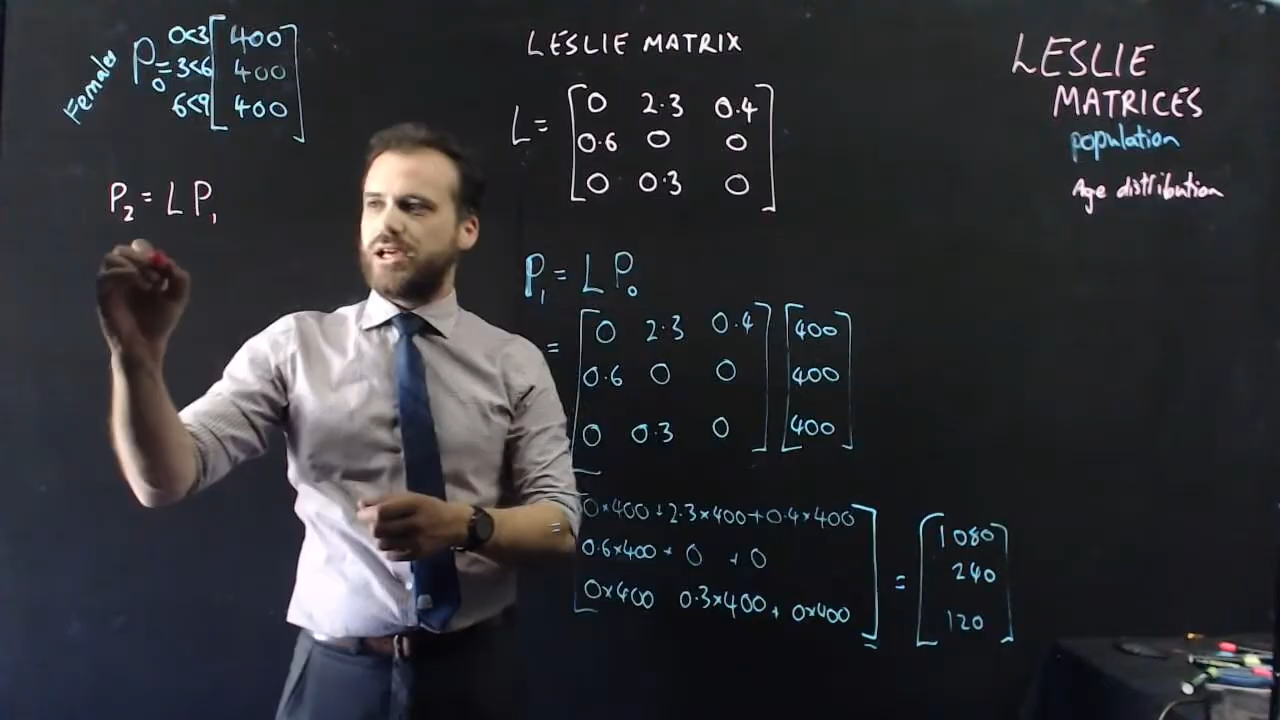 Females
P₀ = 0<3 [400]
3<6 [400]
6<9 [400]
P₂ = L P₁
LESLIE MATRIX
L = [0 2.3 0.4]
[0.6 0 0]
[0 0.3 0]
P₁ = L P₀
= [0 2.3 0.4] [400]
[0.6 0 0] [400]
[0 0.3 0] [400]
= [0×400 + 2.3×400 + 0.4×400] = [1080]
[0.6×400 + 0 + 0] [240]
[0×400 0.3×400 + 0×400] [120]
LESLIE
MATRICES
population
Age distribution